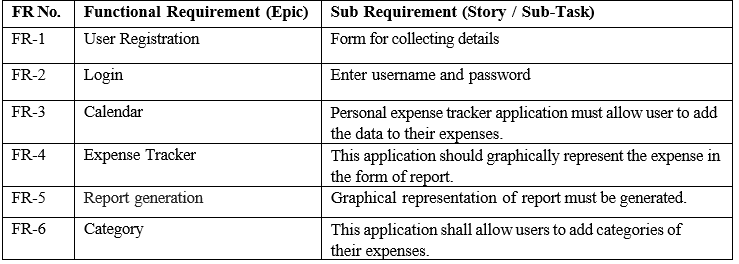 FR No. Functional Requirement (Epic) Sub Requirement (Story / Sub-Task)
FR-1 User Registration Form for collecting details
FR-2 Login Enter username and password
FR-3 Calendar Personal expense tracker application must allow user to add
the data to their expenses.
FR-4 Expense Tracker This application should graphically represent the expense in
the form of report.
FR-5 Report generation Graphical representation of report must be generated.
FR-6 Category This application shall allow users to add categories of
their expenses.